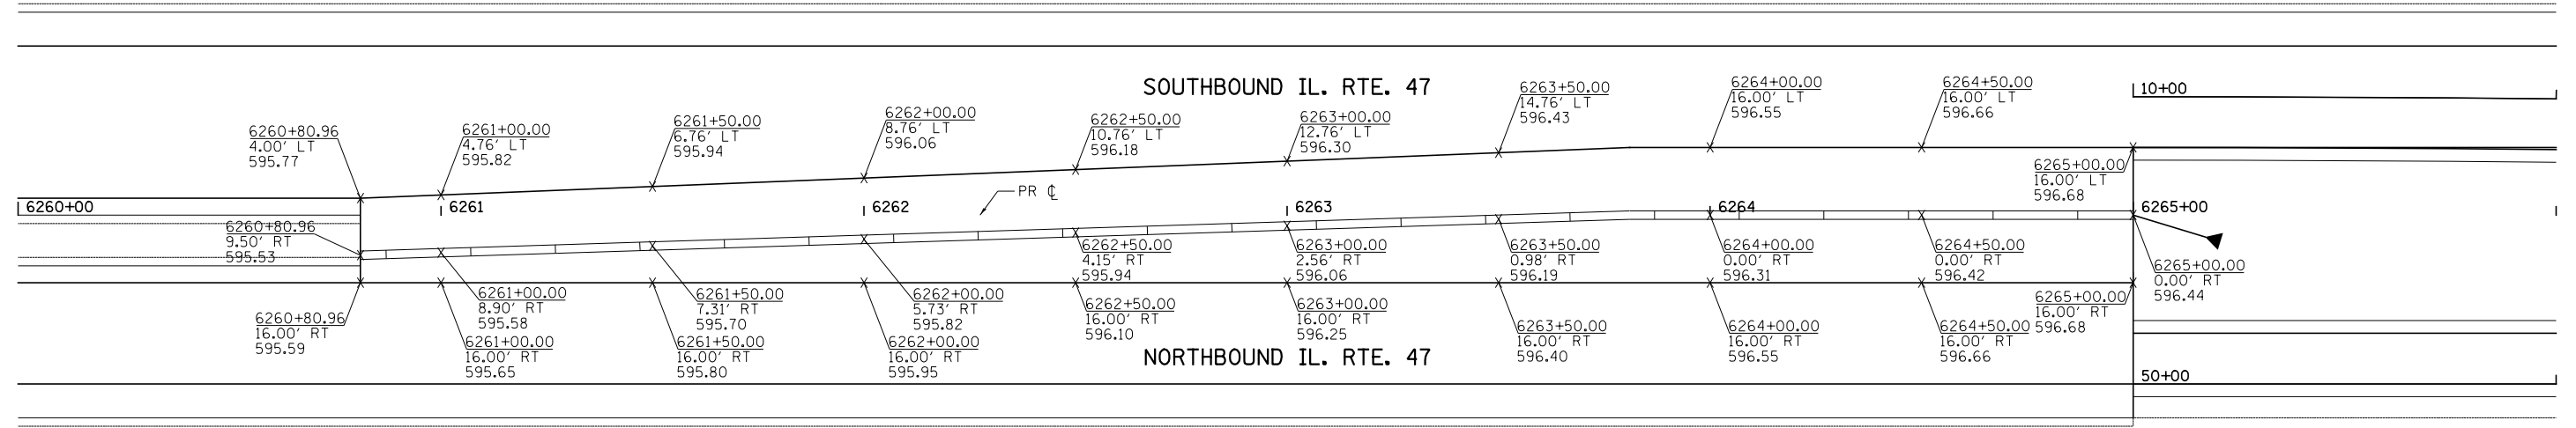 SOUTHBOUND IL. RTE. 47
6260+80.96
4.00' LT
595.77
6261+00.00
4.76' LT
595.82
6261+50.00
6.76' LT
595.94
6262+00.00
8.76' LT
596.06
6262+50.00
10.76' LT
596.18
6263+00.00
12.76' LT
596.30
6263+50.00
14.76' LT
596.43
6264+00.00
16.00' LT
596.55
6264+50.00
16.00' LT
596.66
10+00
6265+00.00
16.00' LT
596.68
PR ℄
6260+00
6261
6262
6263
6264
6265+00
6260+80.96
9.50' RT
595.53
6261+00.00
8.90' RT
595.58
6261+50.00
7.31' RT
595.70
6262+00.00
5.73' RT
595.82
6262+50.00
4.15' RT
595.94
6263+00.00
2.56' RT
596.06
6263+50.00
0.98' RT
596.19
6264+00.00
0.00' RT
596.31
6264+50.00
0.00' RT
596.42
6265+00.00
0.00' RT
596.44
6260+80.96
16.00' RT
595.59
6261+00.00
16.00' RT
595.65
6261+50.00
16.00' RT
595.80
6262+00.00
16.00' RT
595.95
6262+50.00
16.00' RT
596.10
6263+00.00
16.00' RT
596.25
6263+50.00
16.00' RT
596.40
6264+00.00
16.00' RT
596.55
6264+50.00
16.00' RT
596.66
6265+00.00
16.00' RT
596.68
NORTHBOUND IL. RTE. 47
50+00